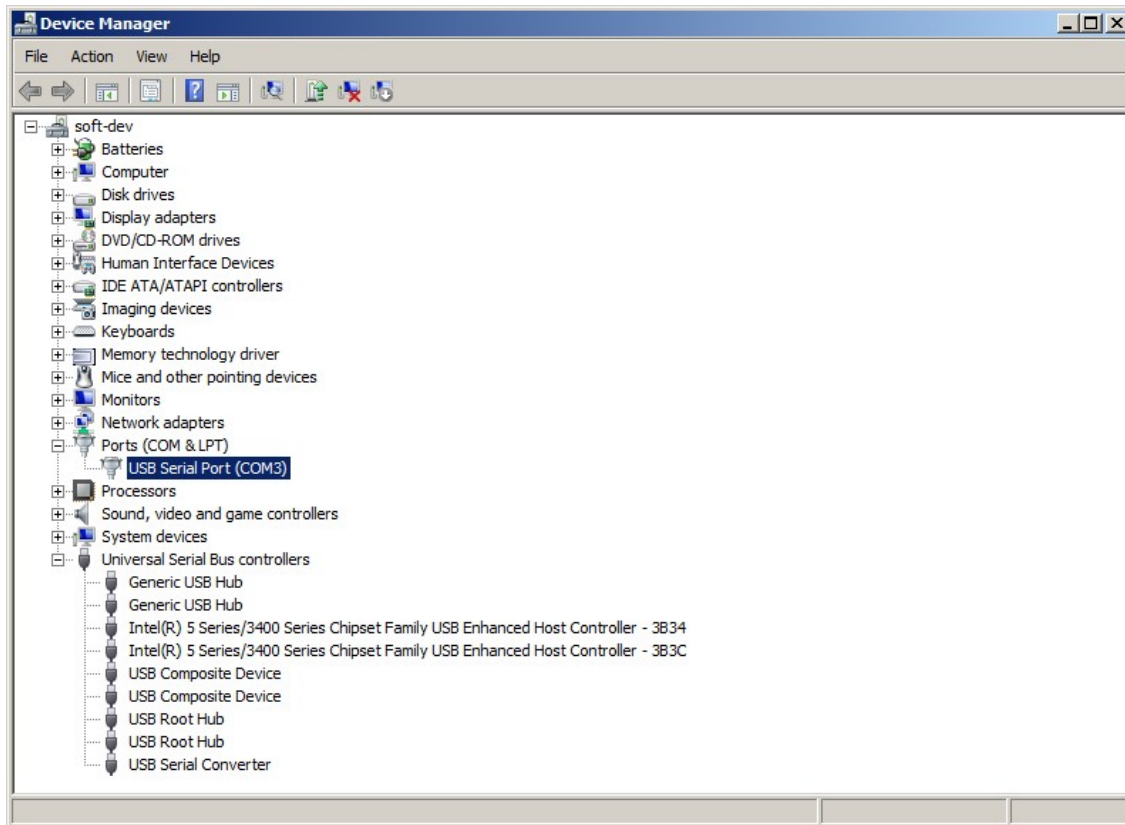 Device Manager
File Action View Help
soft-dev
Batteries
Computer
Disk drives
Display adapters
DVD/CD-ROM drives
Human Interface Devices
IDE ATA/ATAPI controllers
Imaging devices
Keyboards
Memory technology driver
Mice and other pointing devices
Monitors
Network adapters
Ports (COM & LPT)
USB Serial Port (COM3)
Processors
Sound, video and game controllers
System devices
Universal Serial Bus controllers
Generic USB Hub
Generic USB Hub
Intel(R) 5 Series/3400 Series Chipset Family USB Enhanced Host Controller - 3B34
Intel(R) 5 Series/3400 Series Chipset Family USB Enhanced Host Controller - 3B3C
USB Composite Device
USB Composite Device
USB Root Hub
USB Root Hub
USB Serial Converter